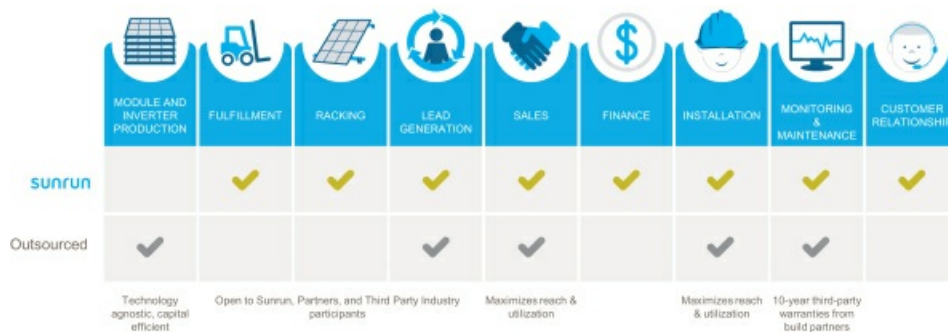 MODULE AND
INVERTER
PRODUCTION
FULFILLMENT
RACKING
LEAD
GENERATION
SALES
FINANCE
INSTALLATION
MONITORING
&
MAINTENANCE
CUSTOMER
RELATIONSHIP
sunrun
Outsourced
Technology
agnostic, capital
efficient
Open to Sunrun, Partners, and Third Party Industry
participants
Maximizes reach &
utilization
Maximizes reach
& utilization
10-year third-party
warranties from
build partners